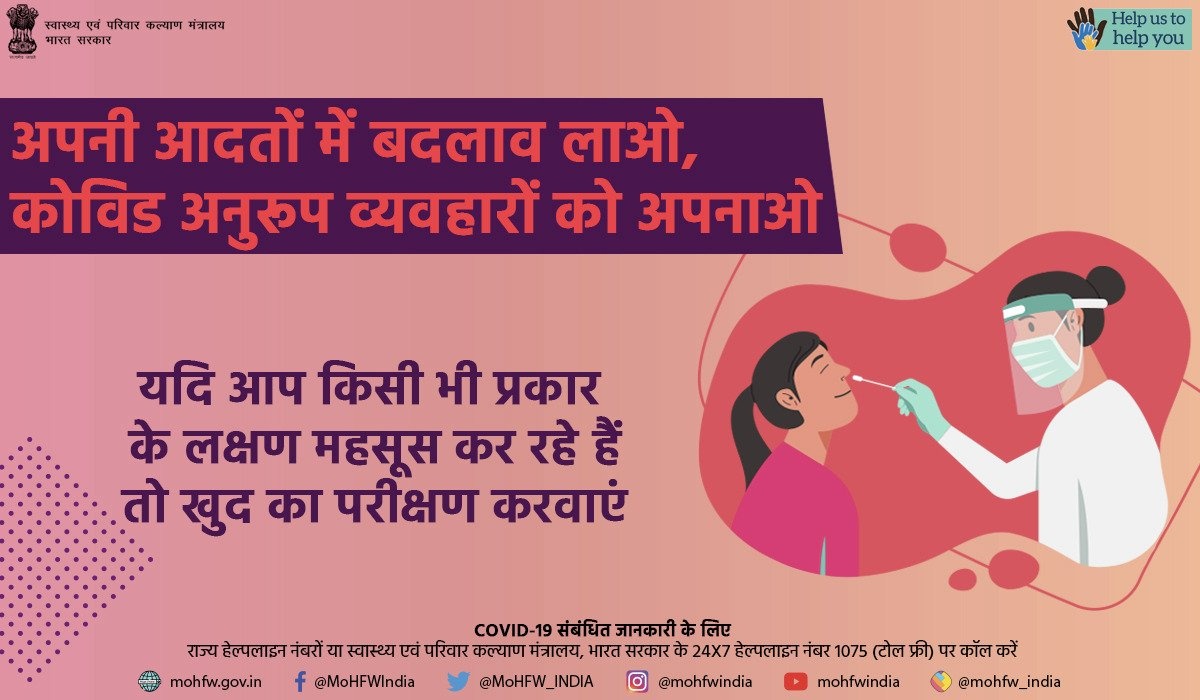 स्वास्थ्य एवं परिवार कल्याण मंत्रालय
भारत सरकार
Help us to
help you
अपनी आदतों में बदलाव लाओ,
कोविड अनुरूप व्यवहारों को अपनाओ
यदि आप किसी भी प्रकार
के लक्षण महसूस कर रहे हैं
तो खुद का परीक्षण करवाएं
COVID-19 संबंधित जानकारी के लिए
राज्य हेल्पलाइन नंबरों या स्वास्थ्य एवं परिवार कल्याण मंत्रालय, भारत सरकार के 24X7 हेल्पलाइन नंबर 1075 (टोल फ्री) पर कॉल करें
mohfw.gov.in @MoHFWIndia @MoHFW_INDIA @mohfwindia mohfwindia @mohfw_india